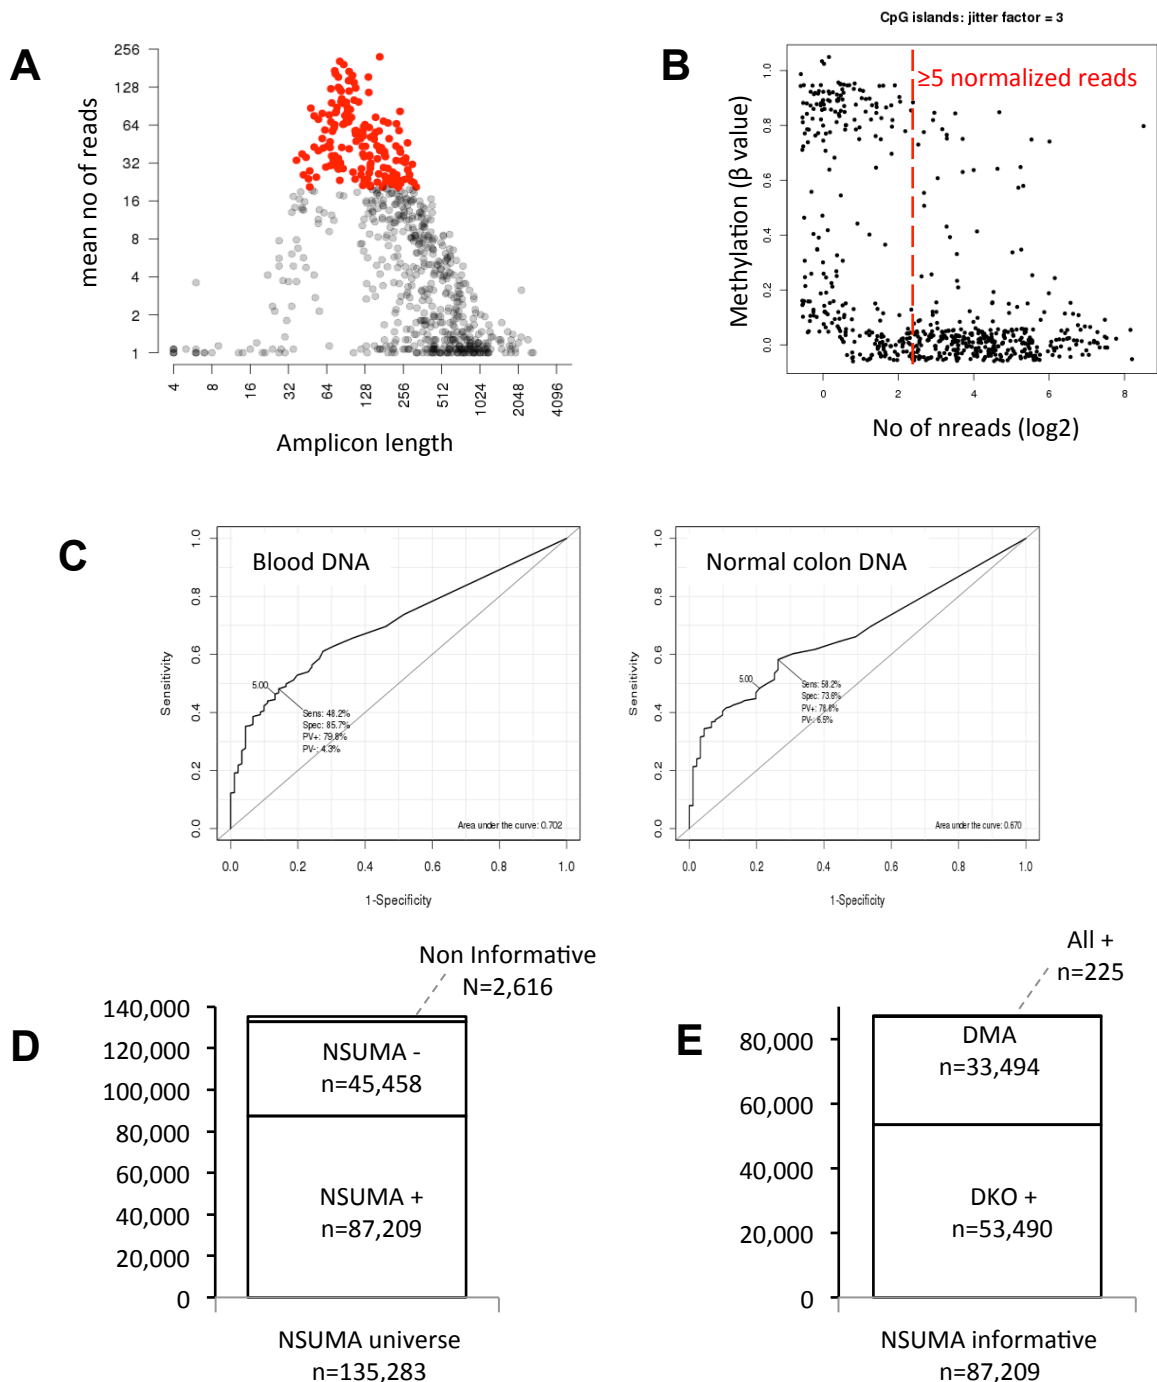 A
256
128
64
32
16
8
4
2
1
mean no of reads
4
8
16
32
64
128
256
512
1024
2048
4096
Amplicon length
CpG islands: jitter factor = 3
B
≥5 normalized reads
1.0
0.8
0.6
0.4
0.2
0.0
Methylation (β value)
0
2
4
6
8
No of nreads (log2)
C
Blood DNA
1.0
0.8
0.6
0.4
0.2
0.0
Sensitivity
5.00
Sens: 48.2%
Spec: 85.7%
PV+: 79.8%
PV-: 4.3%
Area under the curve: 0.702
0.0
0.2
0.4
0.6
0.8
1.0
1-Specificity
Normal colon DNA
1.0
0.8
0.6
0.4
0.2
0.0
Sensitivity
5.00
Sens: 58.2%
Spec: 73.6%
PV+: 78.8%
PV-: 6.5%
Area under the curve: 0.670
0.0
0.2
0.4
0.6
0.8
1.0
1-Specificity
D
Non Informative
N=2,616
140,000
120,000
100,000
80,000
60,000
40,000
20,000
0
NSUMA -
n=45,458
NSUMA +
n=87,209
NSUMA universe
n=135,283
E
All +
n=225
80,000
60,000
40,000
20,000
0
DMA
n=33,494
DKO +
n=53,490
NSUMA informative
n=87,209